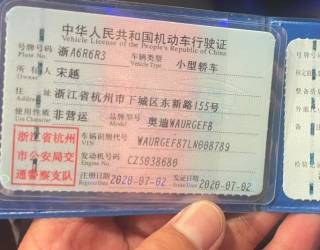 中华人民共和国机动车行驶证
Vehicle License of the People's Republic of China
号牌号码 浙A6R6R3 车辆类型 小型轿车
Plate No. Vehicle Type
所有人 宋越
Owner
住址 浙江省杭州市下城区东新路155号
Address
使用性质 非营运 品牌型号 奥迪WAURGEF8
Use Character Model
浙江省杭州
市公安局交
通警察支队
车辆识别代号 WAURGEF87LN008789
VIN
发动机号码 CZS038680
Engine No.
注册日期 2020-07-02 发证日期 2020-07-02
Register Date Issue Date